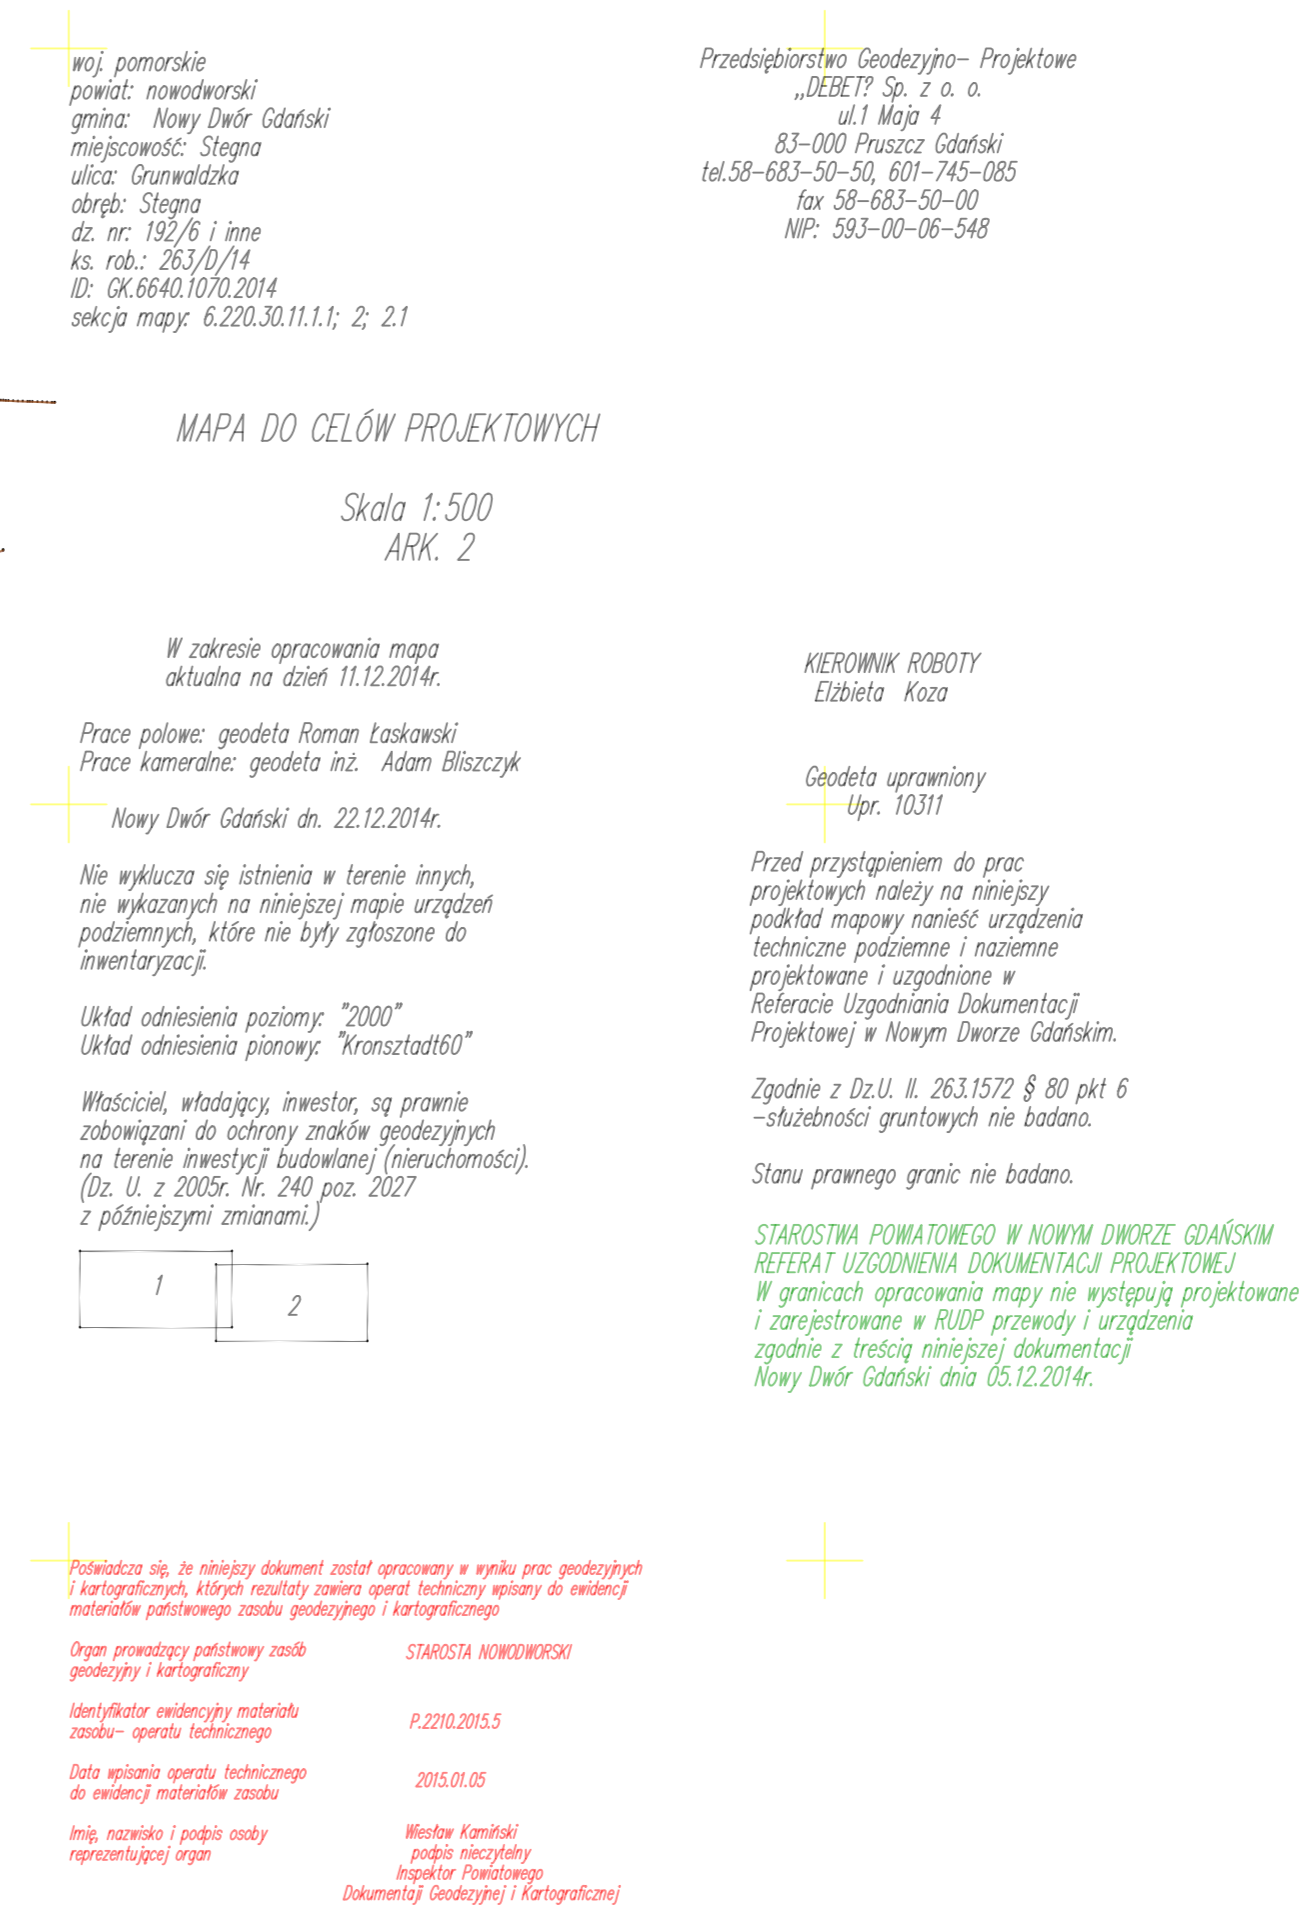 woj. pomorskie
powiat: nowodworski
gmina: Nowy Dwór Gdański
miejscowość: Stegna
ulica: Grunwaldzka
obręb: Stegna
dz. nr: 192/6 i inne
ks. rob.: 263/D/14
ID: GK.6640.1070.2014
sekcja mapy: 6.220.30.11.1.1; 2; 2.1
Przedsiębiorstwo Geodezyjno– Projektowe
„DEBET? Sp. z o. o.
ul.1 Maja 4
83–000 Pruszcz Gdański
tel.58–683–50–50, 601–745–085
fax 58–683–50–00
NIP: 593–00–06–548
MAPA DO CELÓW PROJEKTOWYCH
Skala 1:500
ARK. 2
W zakresie opracowania mapa
aktualna na dzień 11.12.2014r.
Prace polowe: geodeta Roman Łaskawski
Prace kameralne: geodeta inż. Adam Bliszczyk
Nowy Dwór Gdański dn. 22.12.2014r.
Nie wyklucza się istnienia w terenie innych,
nie wykazanych na niniejszej mapie urządzeń
podziemnych, które nie były zgłoszone do
inwentaryzacji.
Układ odniesienia poziomy: "2000"
Układ odniesienia pionowy: "Kronsztadt60"
Właściciel, władający, inwestor, są prawnie
zobowiązani do ochrony znaków geodezyjnych
na terenie inwestycji budowlanej (nieruchomości).
(Dz. U. z 2005r. Nr. 240 poz. 2027
z późniejszymi zmianami.)
1
2
KIEROWNIK ROBOTY
Elżbieta Koza
Geodeta uprawniony
Upr. 10311
Przed przystąpieniem do prac
projektowych należy na niniejszy
podkład mapowy nanieść urządzenia
techniczne podziemne i naziemne
projektowane i uzgodnione w
Referacie Uzgodniania Dokumentacji
Projektowej w Nowym Dworze Gdańskim.
Zgodnie z Dz.U. II. 263.1572 § 80 pkt 6
–służebności gruntowych nie badano.
Stanu prawnego granic nie badano.
STAROSTWA POWIATOWEGO W NOWYM DWORZE GDAŃSKIM
REFERAT UZGODNIENIA DOKUMENTACJI PROJEKTOWEJ
W granicach opracowania mapy nie występują projektowane
i zarejestrowane w RUDP przewody i urządzenia
zgodnie z treścią niniejszej dokumentacji
Nowy Dwór Gdański dnia 05.12.2014r.
Poświadcza się, że niniejszy dokument został opracowany w wyniku prac geodezyjnych
i kartograficznych, których rezultaty zawiera operat techniczny wpisany do ewidencji
materiałów państwowego zasobu geodezyjnego i kartograficznego
Organ prowadzący państwowy zasób
geodezyjny i kartograficzny
STAROSTA NOWODWORSKI
Identyfikator ewidencyjny materiału
zasobu– operatu technicznego
P.2210.2015.5
Data wpisania operatu technicznego
do ewidencji materiałów zasobu
2015.01.05
Imię, nazwisko i podpis osoby
reprezentującej organ
Wiesław Kamiński
podpis nieczytelny
Inspektor Powiatowego
Dokumentaji Geodezyjnej i Kartograficznej